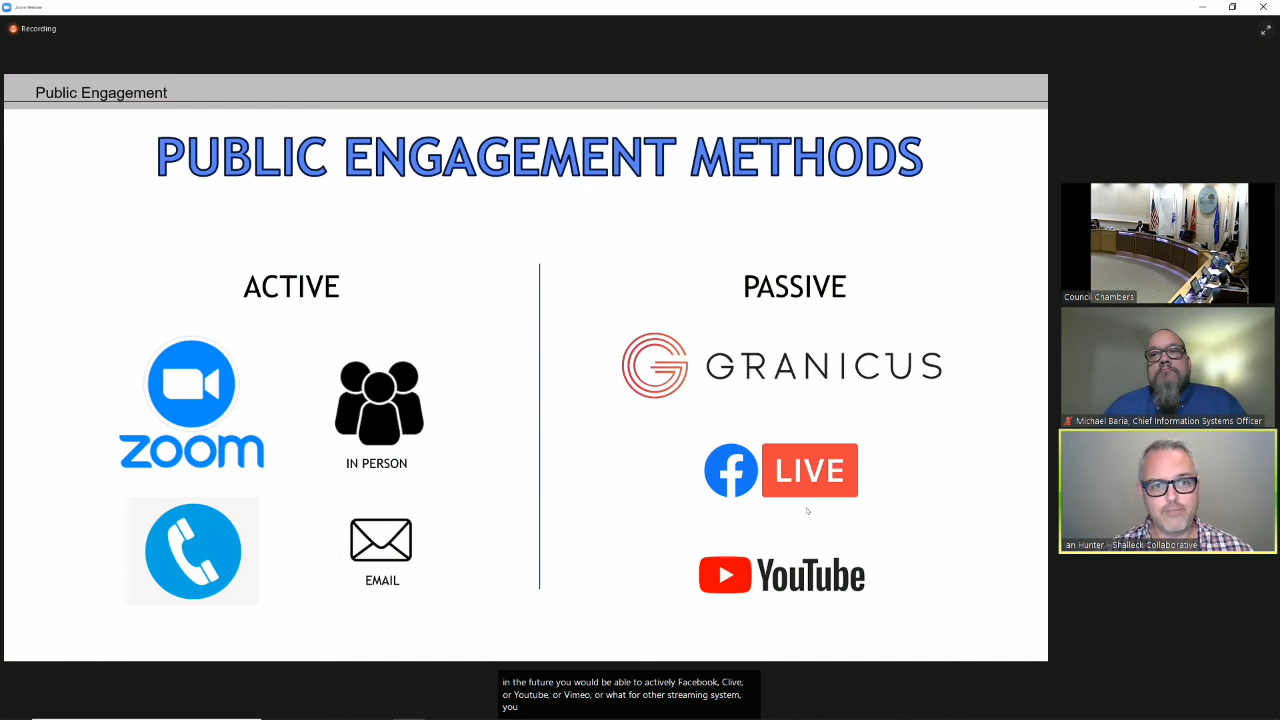 Zoom Webinar
Recording
Public Engagement
PUBLIC ENGAGEMENT METHODS
ACTIVE
PASSIVE
zoom
IN PERSON
EMAIL
GRANICUS
LIVE
YouTube
Council Chambers
Michael Baria, Chief Information Systems Officer
Ian Hunter - Shalleck Collaborative
in the future you would be able to actively Facebook, Clive,
or Youtube, or Vimeo, or what for other streaming system,
you